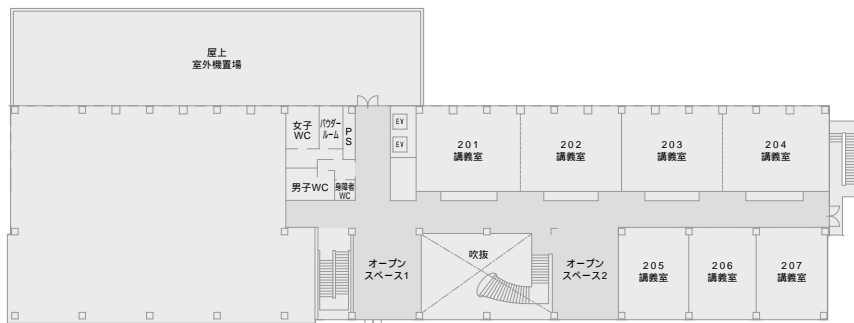 屋上
室外機置場
女子
WC
パウダー
ルーム
PS
EV
EV
男子WC
身障者
WC
201
講義室
202
講義室
203
講義室
204
講義室
オープン
スペース1
吹抜
オープン
スペース2
205
講義室
206
講義室
207
講義室